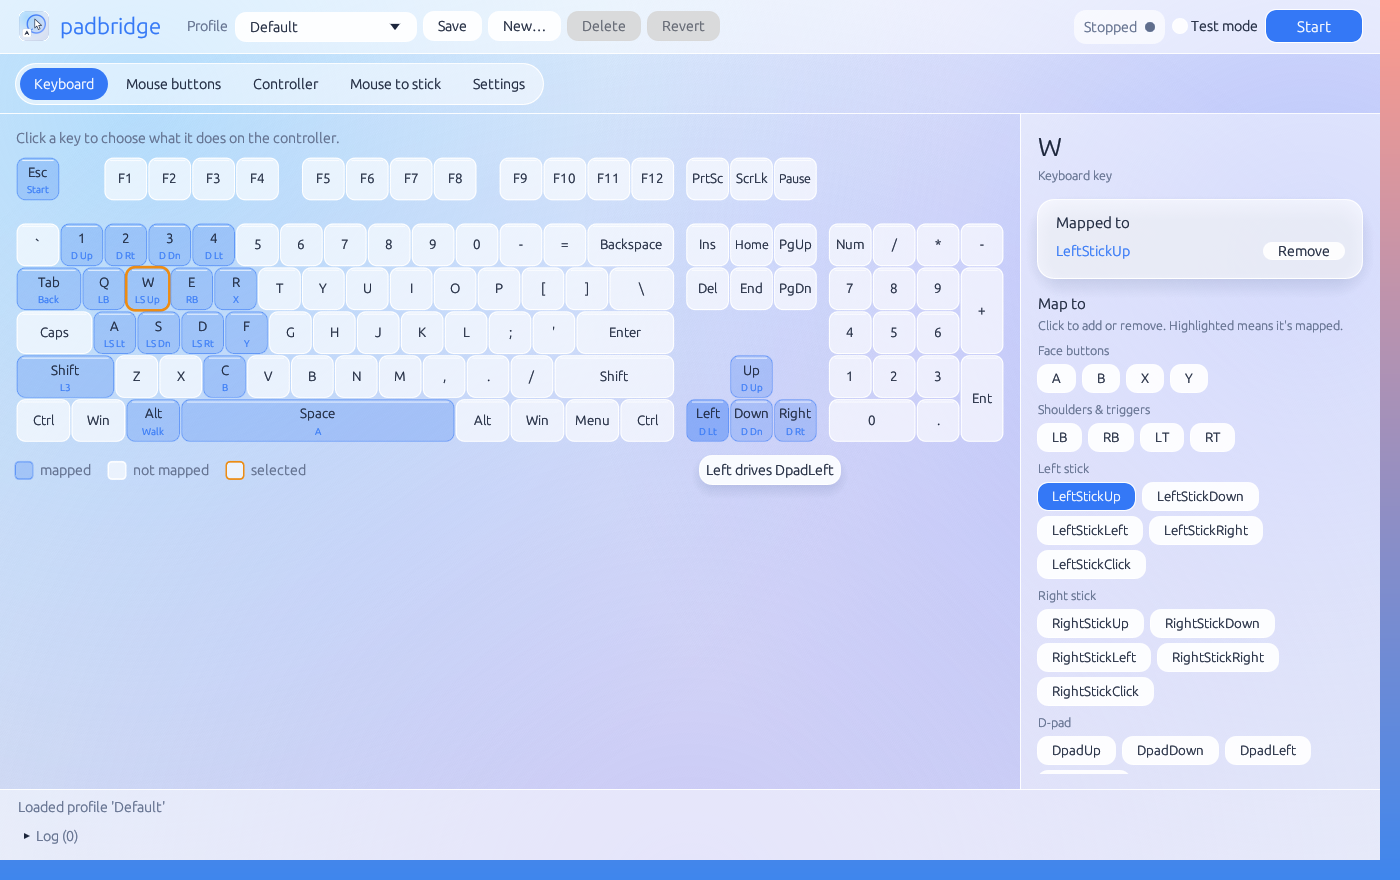 padbridge Profile Default Save New... Delete Revert Stopped Test mode Start
Keyboard Mouse buttons Controller Mouse to stick Settings
Click a key to choose what it does on the controller.
Esc F1 F2 F3 F4 F5 F6 F7 F8 F9 F10 F11 F12 PrtSc ScrLk Pause
Start
` 1 2 3 4 5 6 7 8 9 0 - = Backspace Ins Home PgUp Num / * -
D Up D Rt D Dn D Lt
Tab Q W E R T Y U I O P [ ] \ Del End PgDn 7 8 9 +
Back LB LS Up RB X
Caps A S D F G H J K L ; ' Enter 4 5 6
LS Lt LS Dn LS Rt Y
Shift Z X C V B N M , . / Shift Up 1 2 3 Ent
L3 B D Up
Ctrl Win Alt Space Alt Win Menu Ctrl Left Down Right 0 .
Walk A D Lt D Dn D Rt
mapped not mapped selected
Left drives DpadLeft
W
Keyboard key
Mapped to
LeftStickUp Remove
Map to
Click to add or remove. Highlighted means it's mapped.
Face buttons
A B X Y
Shoulders & triggers
LB RB LT RT
Left stick
LeftStickUp LeftStickDown
LeftStickLeft LeftStickRight
LeftStickClick
Right stick
RightStickUp RightStickDown
RightStickLeft RightStickRight
RightStickClick
D-pad
DpadUp DpadDown DpadLeft
Loaded profile 'Default'
Log (0)